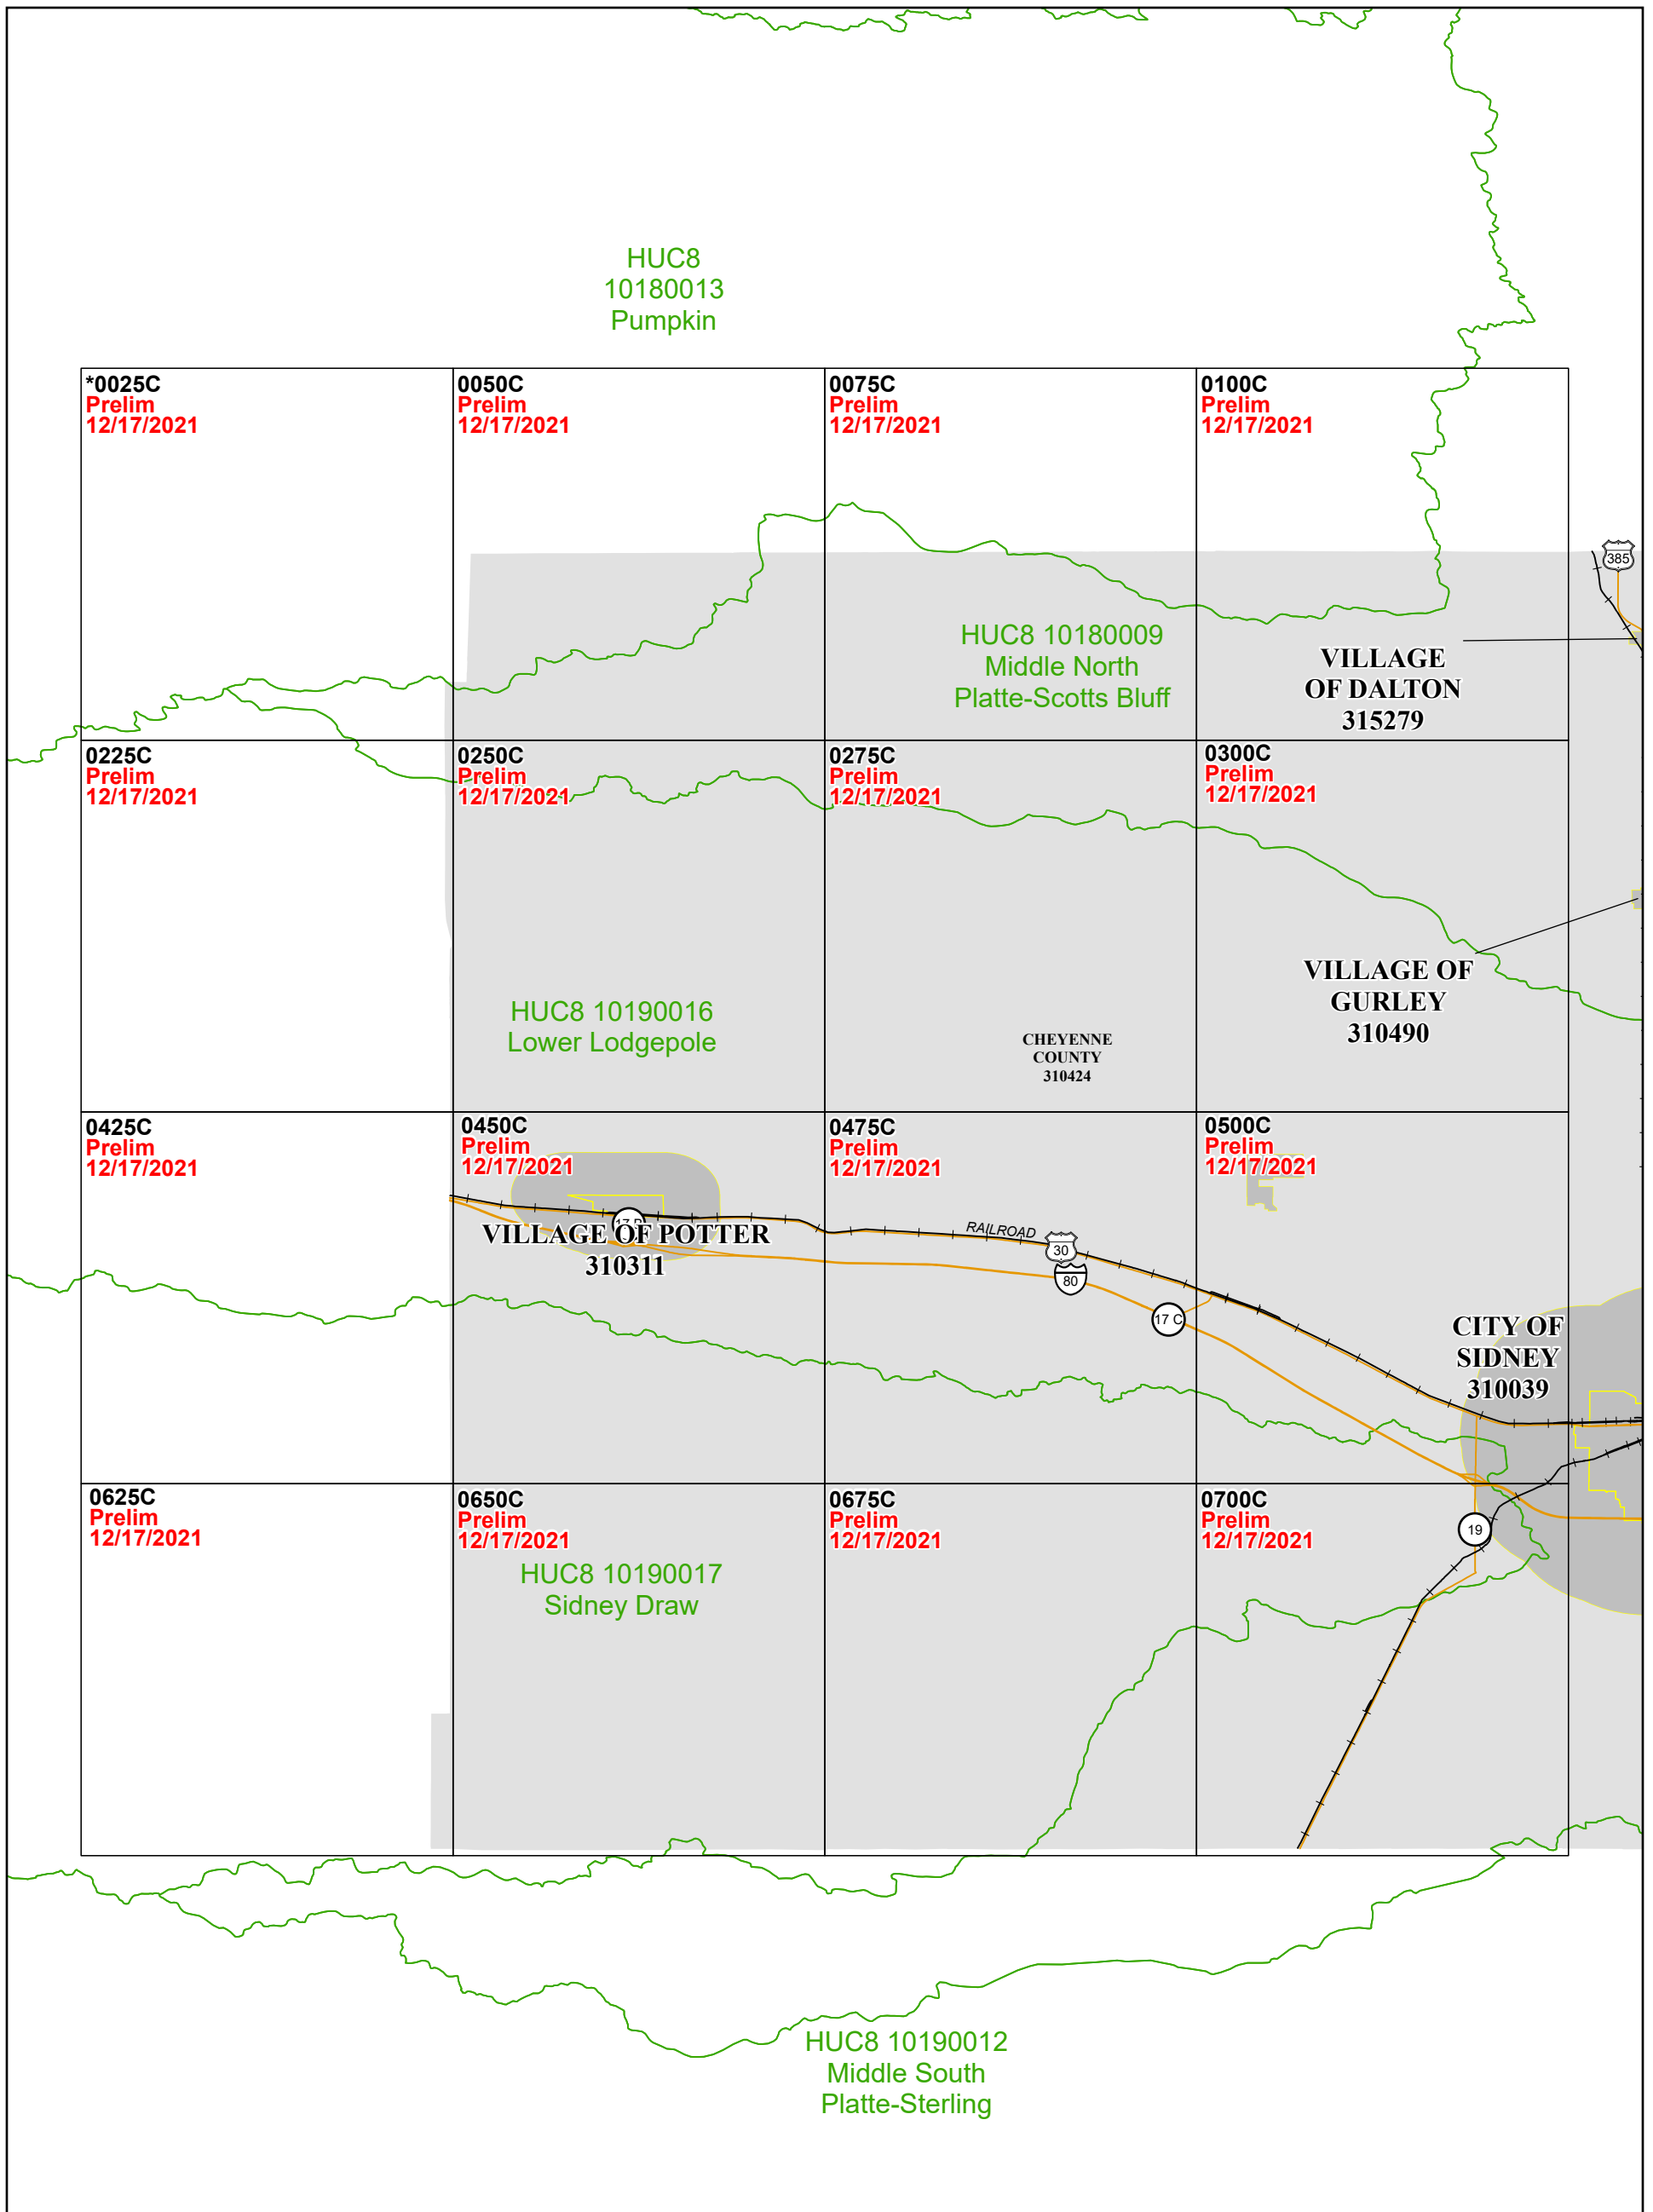 HUC8
10180013
Pumpkin
*0025C
Prelim
12/17/2021
0050C
Prelim
12/17/2021
0075C
Prelim
12/17/2021
0100C
Prelim
12/17/2021
385
HUC8 10180009
Middle North
Platte-Scotts Bluff
VILLAGE
OF DALTON
315279
0225C
Prelim
12/17/2021
0250C
Prelim
12/17/2021
0275C
Prelim
12/17/2021
0300C
Prelim
12/17/2021
HUC8 10190016
Lower Lodgepole
CHEYENNE
COUNTY
310424
VILLAGE OF
GURLEY
310490
0425C
Prelim
12/17/2021
0450C
Prelim
12/17/2021
0475C
Prelim
12/17/2021
0500C
Prelim
12/17/2021
VILLAGE OF POTTER
310311
RAILROAD
30
80
17 C
CITY OF
SIDNEY
310039
0625C
Prelim
12/17/2021
0650C
Prelim
12/17/2021
0675C
Prelim
12/17/2021
0700C
Prelim
12/17/2021
19
HUC8 10190017
Sidney Draw
HUC8 10190012
Middle South
Platte-Sterling